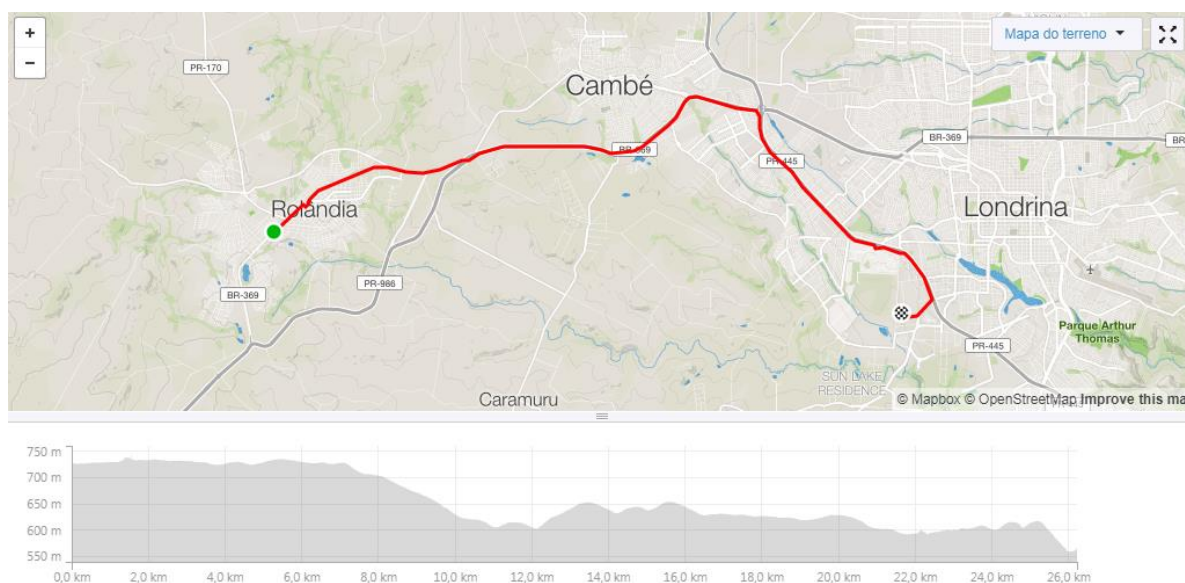 +
Mapa do terreno
−
PR-170
Cambé
BR-369
BR-369
PR-445
Rolândia
Londrina
PR-986
BR-369
Parque Arthur
Thomas
PR-445
SUN LAKE
RESIDENCE
Caramuru
© Mapbox © OpenStreetMap Improve this ma
750 m
700 m
650 m
600 m
550 m
0,0 km 2,0 km 4,0 km 6,0 km 8,0 km 10,0 km 12,0 km 14,0 km 16,0 km 18,0 km 20,0 km 22,0 km 24,0 km 26,0 km